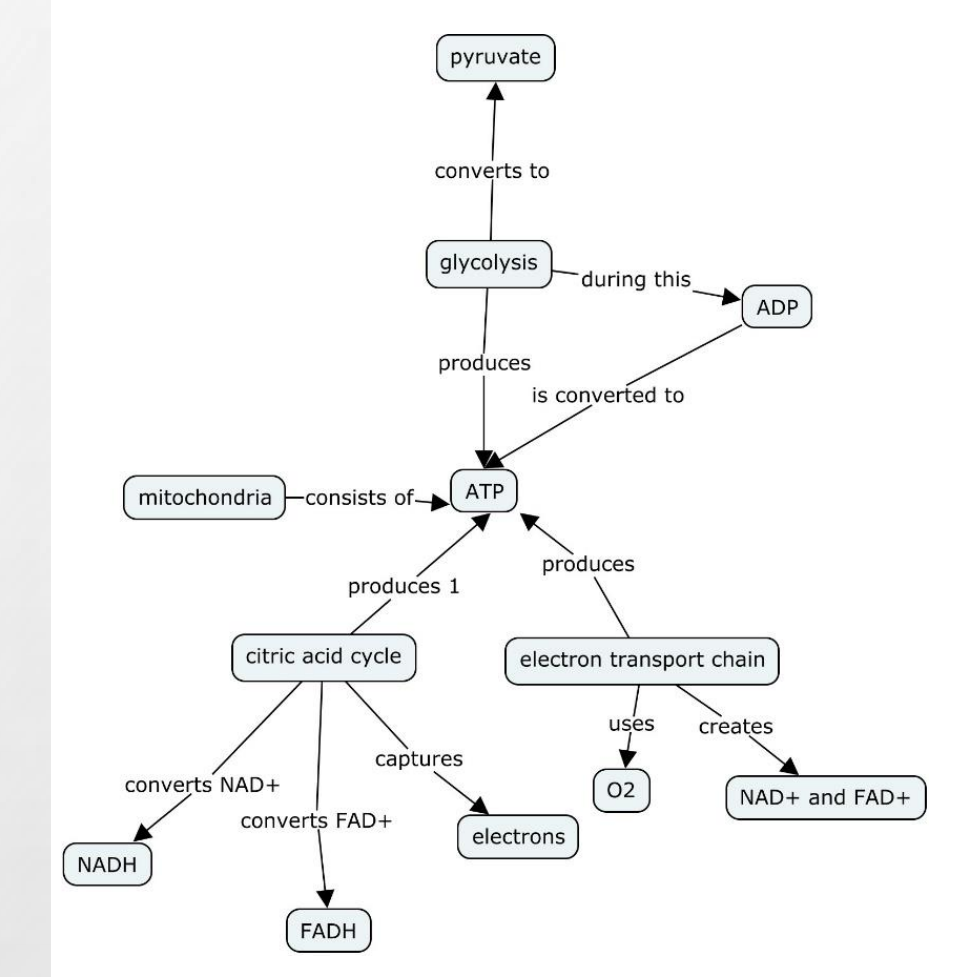 pyruvate
converts to
glycolysis
during this
ADP
produces
is converted to
mitochondria
consists of
ATP
produces 1
produces
citric acid cycle
electron transport chain
uses
creates
captures
converts NAD+
O2
NAD+ and FAD+
converts FAD+
electrons
NADH
FADH